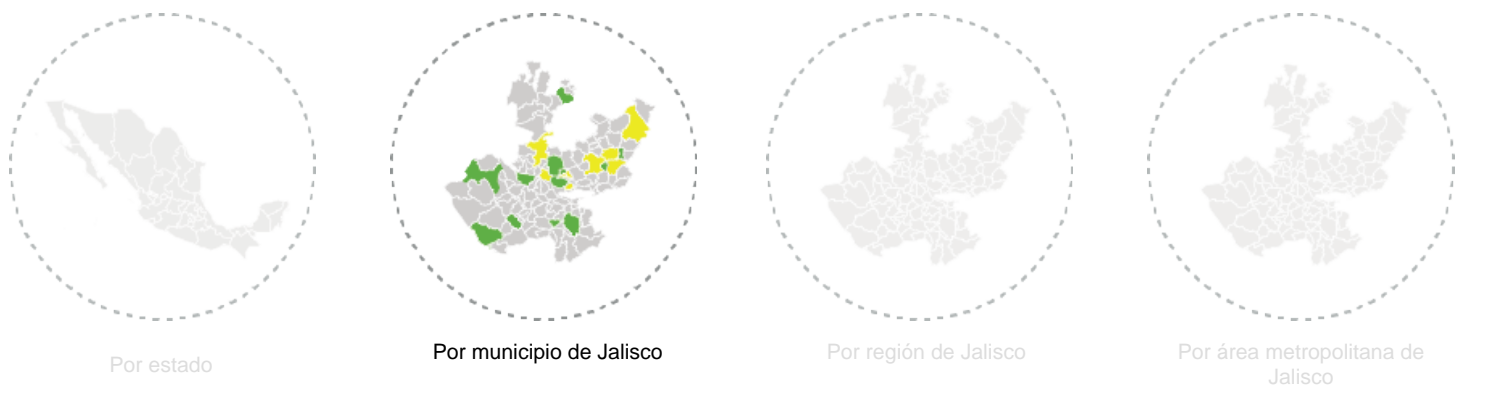 Por estado
Por municipio de Jalisco
Por región de Jalisco
Por área metropolitana de
Jalisco